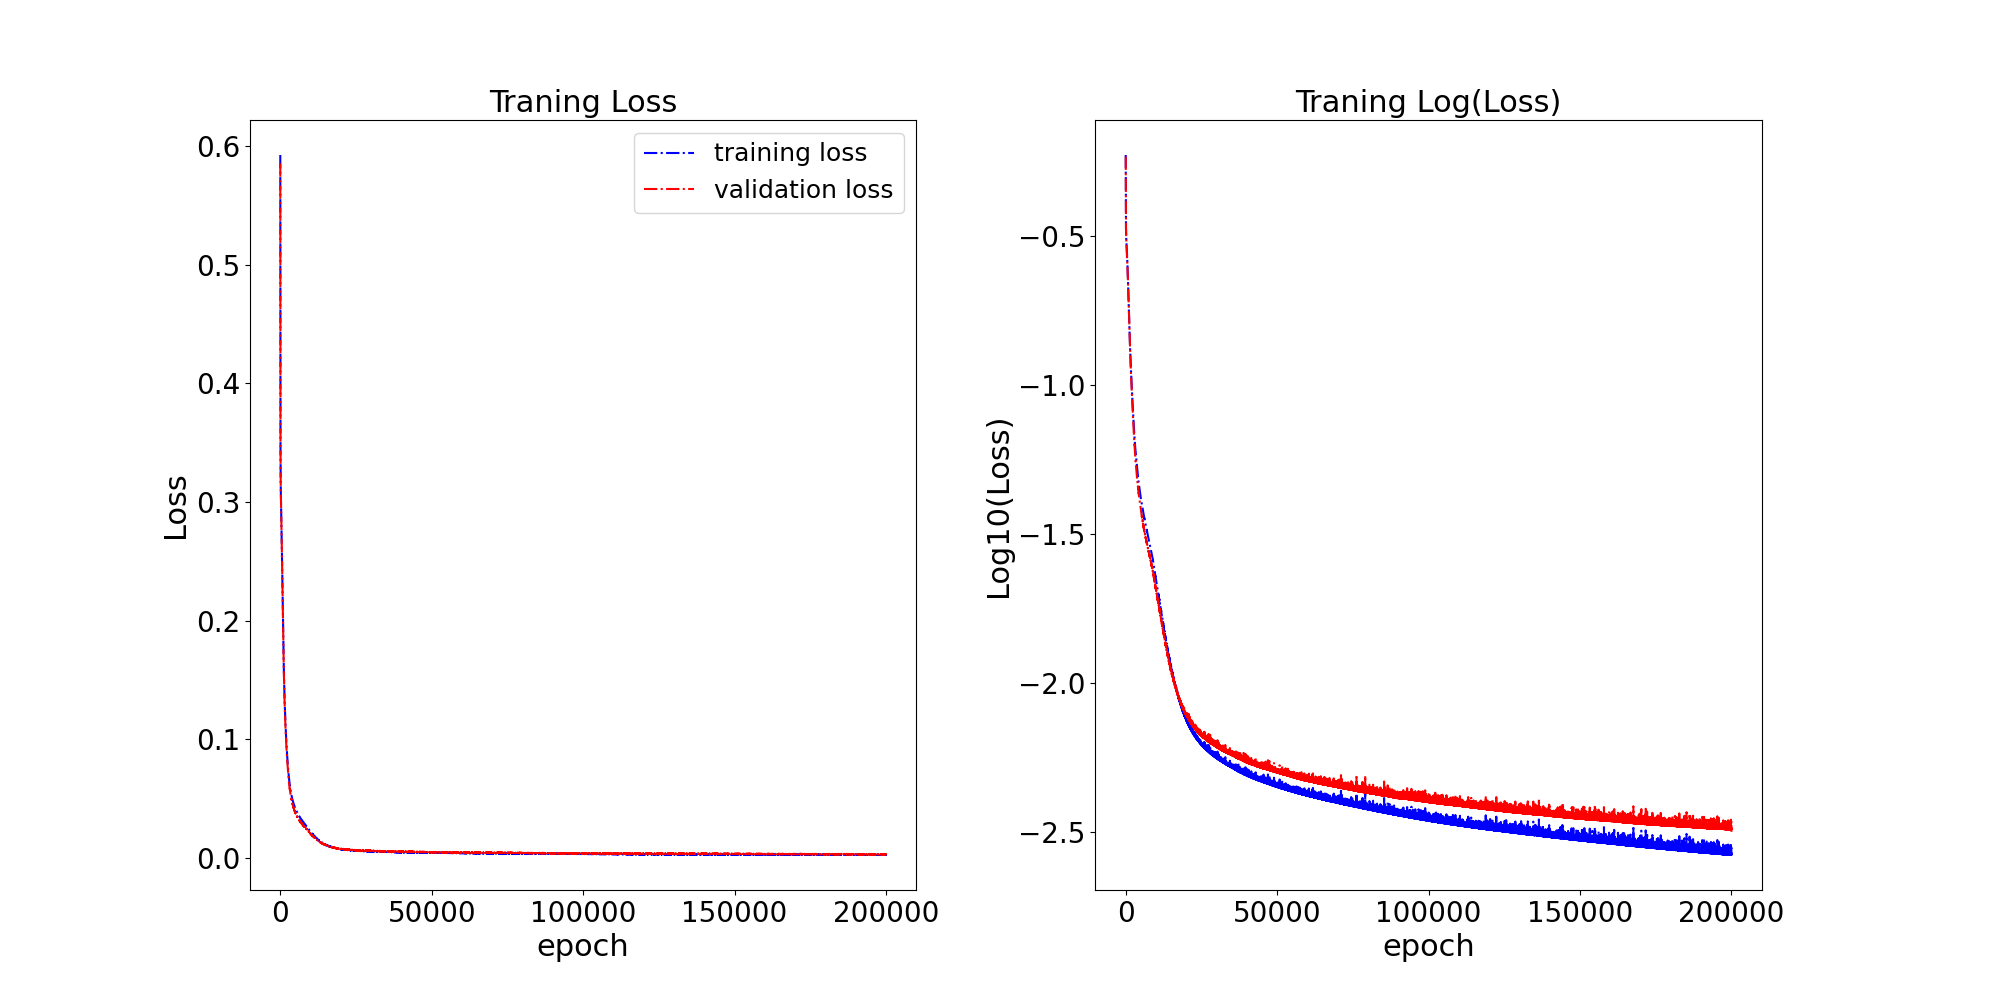 Traning Loss
training loss
validation loss
0.6
0.5
0.4
0.3
0.2
0.1
0.0
Loss
0
50000
100000
150000
200000
epoch
Traning Log(Loss)
−0.5
−1.0
−1.5
−2.0
−2.5
Log10(Loss)
0
50000
100000
150000
200000
epoch